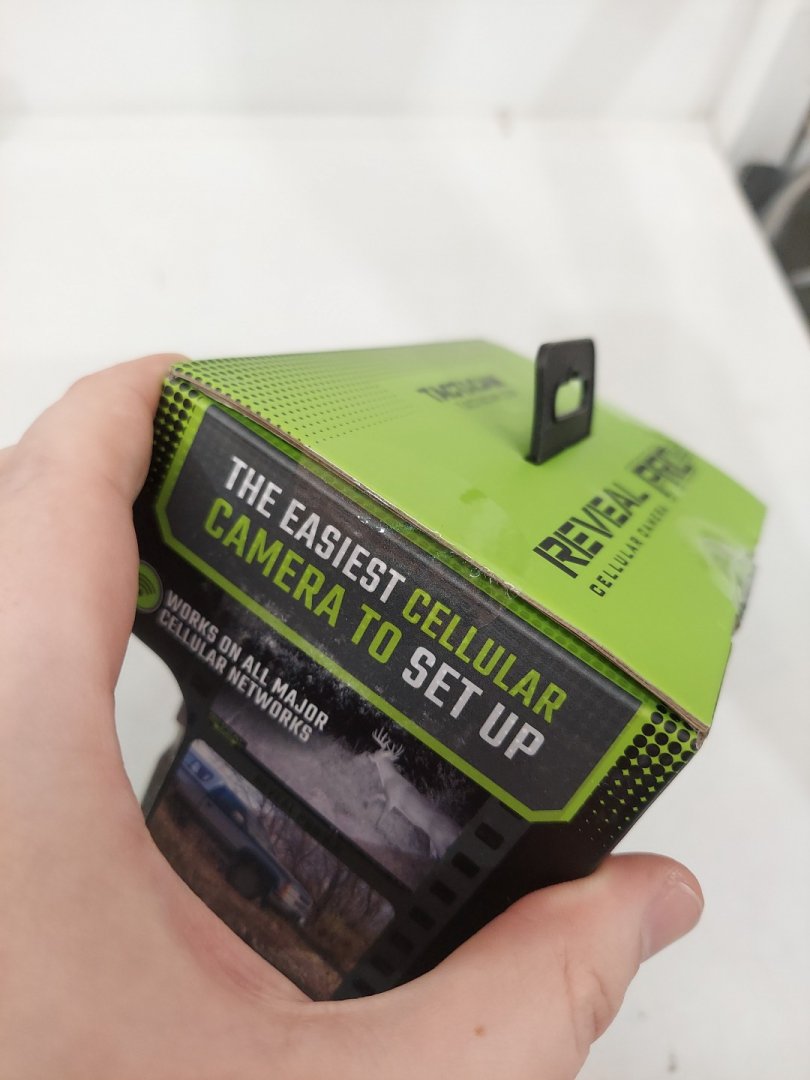 TACTACAM
REVEAL PRO
CELLULAR CAMERA
THE EASIEST CELLULAR
CAMERA TO SET UP
WORKS ON ALL MAJOR
CELLULAR NETWORKS